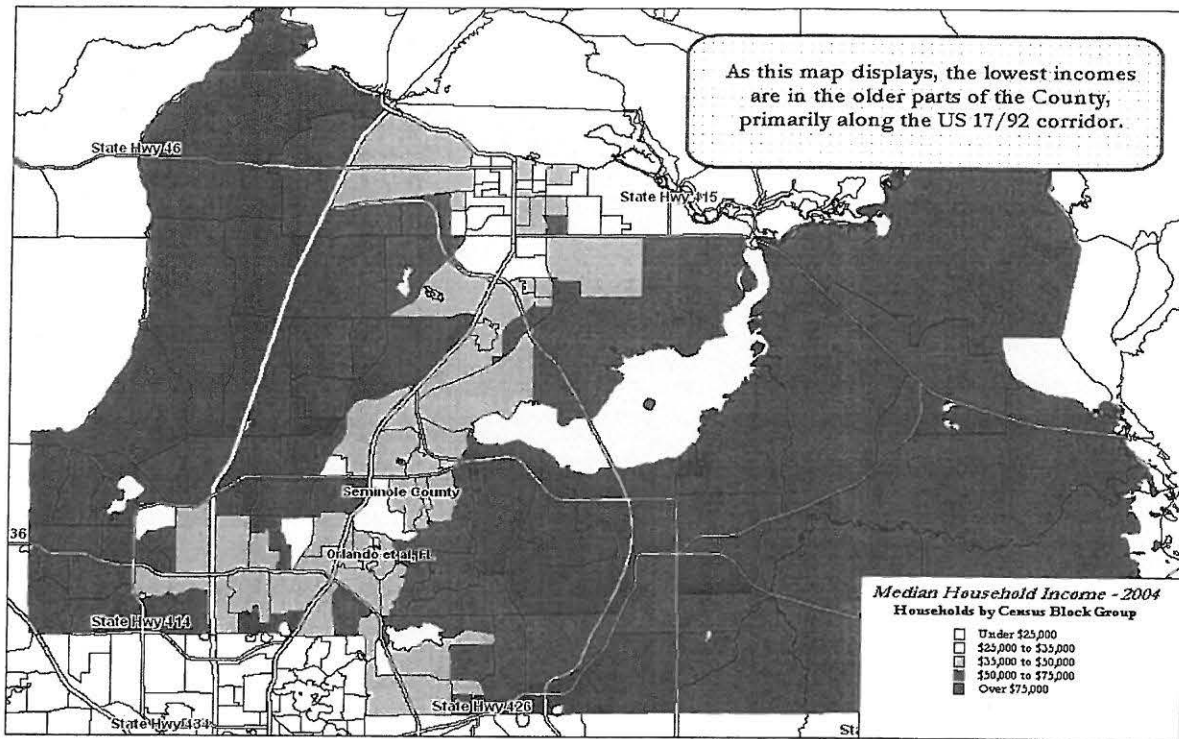 As this map displays, the lowest incomes
are in the older parts of the County,
primarily along the US 17/92 corridor.
State Hwy 46
State Hwy 415
Seminole County
36
Orlando et al, FL
State Hwy 414
State Hwy 434
State Hwy 426
Median Household Income - 2004
Households by Census Block Group
Under $25,000
$25,000 to $35,000
$35,000 to $50,000
$50,000 to $75,000
Over $75,000